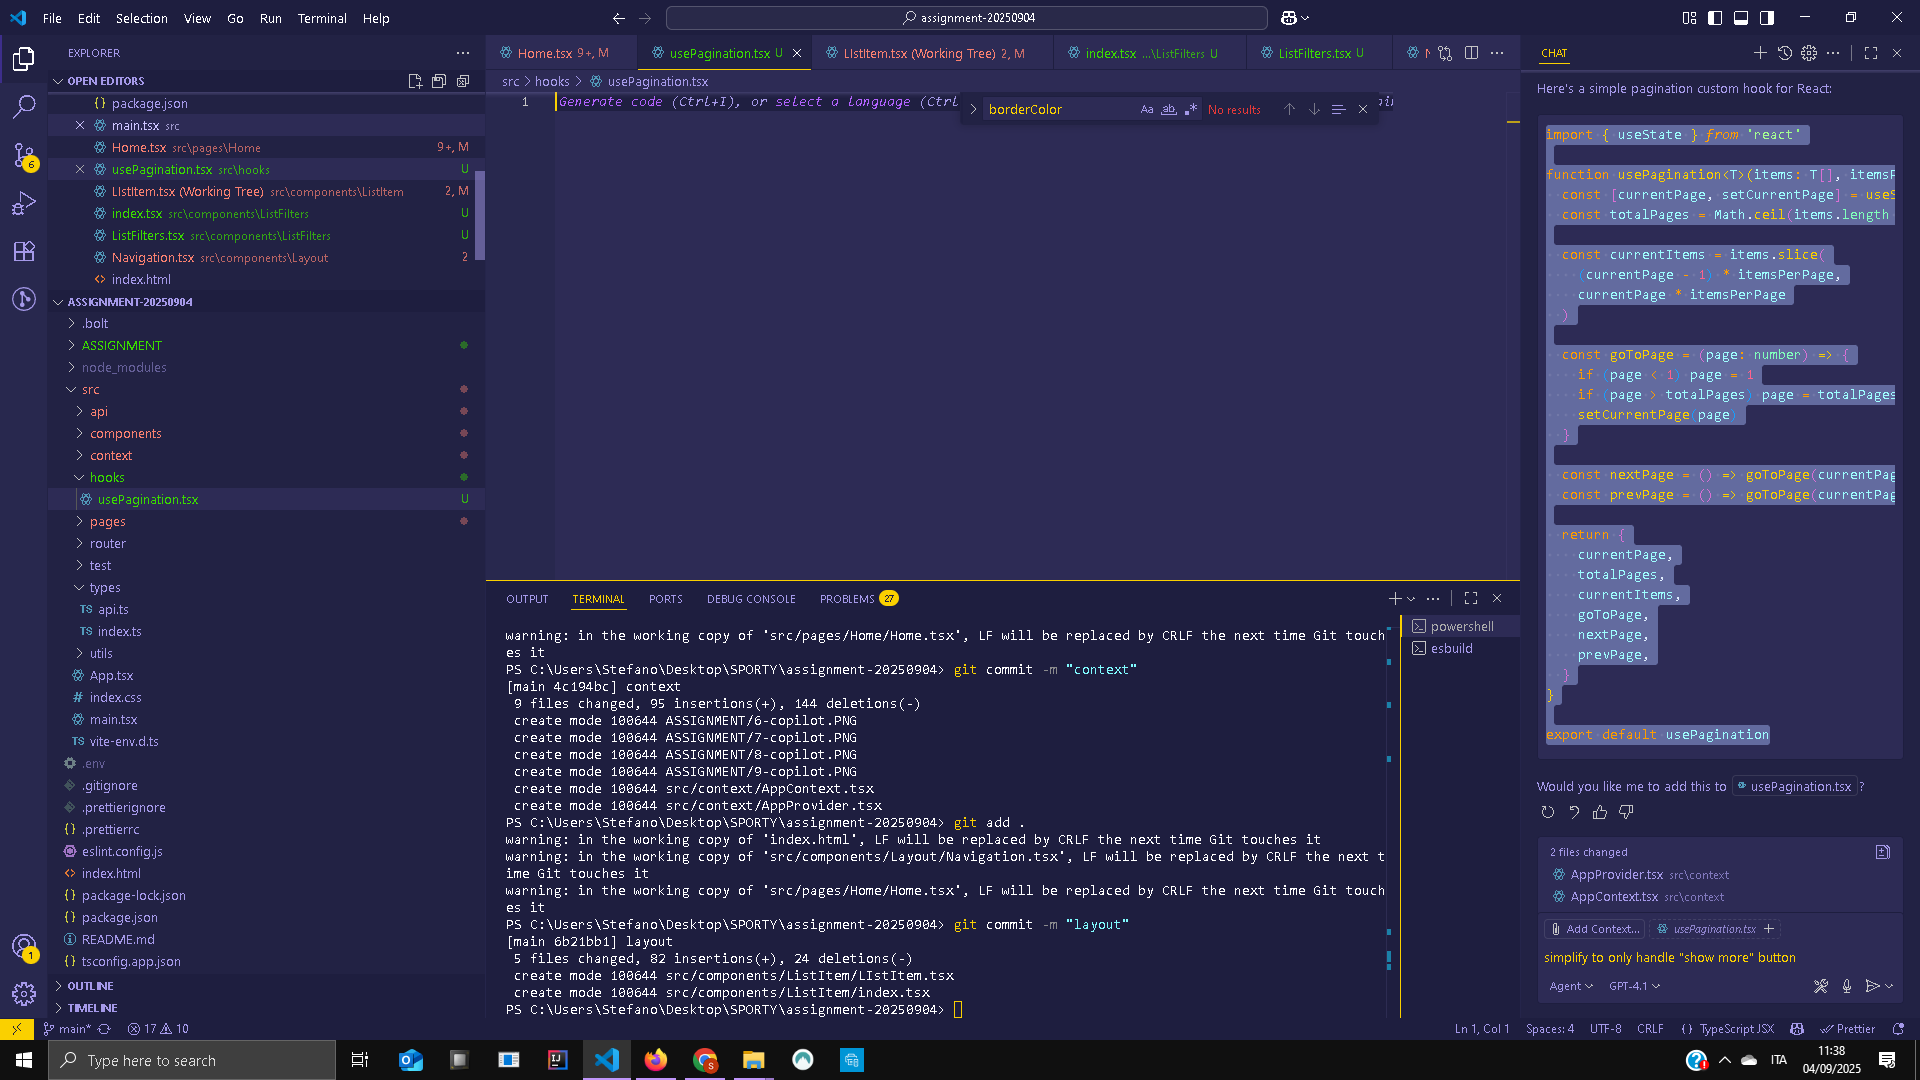 File Edit Selection View Go Run Terminal Help
assignment-20250904
EXPLORER
OPEN EDITORS
package.json
main.tsx src
Home.tsx src\pages\Home 9+, M
usePagination.tsx src\hooks U
LIstItem.tsx (Working Tree) src\components\ListItem 2, M
index.tsx src\components\ListFilters U
ListFilters.tsx src\components\ListFilters U
Navigation.tsx src\components\Layout 2
index.html
ASSIGNMENT-20250904
.bolt
ASSIGNMENT
node_modules
src
api
components
context
hooks
usePagination.tsx U
pages
router
test
types
TS api.ts
TS index.ts
utils
App.tsx
# index.css
main.tsx
TS vite-env.d.ts
.env
.gitignore
.prettierignore
{} .prettierrc
eslint.config.js
index.html
{} package-lock.json
{} package.json
README.md
{} tsconfig.app.json
OUTLINE
TIMELINE
6
1
Home.tsx 9+, M
usePagination.tsx U
LIstItem.tsx (Working Tree) 2, M
index.tsx ...\ListFilters U
ListFilters.tsx U
src > hooks > usePagination.tsx
1 Generate code (Ctrl+I), or select a language (Ctrl
borderColor
Aa ab .* No results
OUTPUT TERMINAL PORTS DEBUG CONSOLE PROBLEMS 27
warning: in the working copy of 'src/pages/Home/Home.tsx', LF will be replaced by CRLF the next time Git touch
es it
PS C:\Users\Stefano\Desktop\SPORTY\assignment-20250904> git commit -m "context"
[main 4c194bc] context
9 files changed, 95 insertions(+), 144 deletions(-)
create mode 100644 ASSIGNMENT/6-copilot.PNG
create mode 100644 ASSIGNMENT/7-copilot.PNG
create mode 100644 ASSIGNMENT/8-copilot.PNG
create mode 100644 ASSIGNMENT/9-copilot.PNG
create mode 100644 src/context/AppContext.tsx
create mode 100644 src/context/AppProvider.tsx
PS C:\Users\Stefano\Desktop\SPORTY\assignment-20250904> git add .
warning: in the working copy of 'index.html', LF will be replaced by CRLF the next time Git touches it
warning: in the working copy of 'src/components/Layout/Navigation.tsx', LF will be replaced by CRLF the next t
ime Git touches it
warning: in the working copy of 'src/pages/Home/Home.tsx', LF will be replaced by CRLF the next time Git touch
es it
PS C:\Users\Stefano\Desktop\SPORTY\assignment-20250904> git commit -m "layout"
[main 6b21bb1] layout
5 files changed, 82 insertions(+), 24 deletions(-)
create mode 100644 src/components/ListItem/LIstItem.tsx
create mode 100644 src/components/ListItem/index.tsx
PS C:\Users\Stefano\Desktop\SPORTY\assignment-20250904>
powershell
esbuild
CHAT
Here's a simple pagination custom hook for React:
import { useState } from 'react'
function usePagination<T>(items: T[], itemsP
const [currentPage, setCurrentPage] = useS
const totalPages = Math.ceil(items.length
const currentItems = items.slice(
(currentPage - 1) * itemsPerPage,
currentPage * itemsPerPage
)
const goToPage = (page: number) => {
if (page < 1) page = 1
if (page > totalPages) page = totalPages
setCurrentPage(page)
}
const nextPage = () => goToPage(currentPag
const prevPage = () => goToPage(currentPag
return {
currentPage,
totalPages,
currentItems,
goToPage,
nextPage,
prevPage,
}
}
export default usePagination
Would you like me to add this to usePagination.tsx ?
2 files changed
AppProvider.tsx src\context
AppContext.tsx src\context
Add Context... usePagination.tsx +
simplify to only handle "show more" button
Agent GPT-4.1
main* 17 10
Ln 1, Col 1 Spaces: 4 UTF-8 CRLF {} TypeScript JSX Prettier
Type here to search
ITA
11:38
04/09/2025